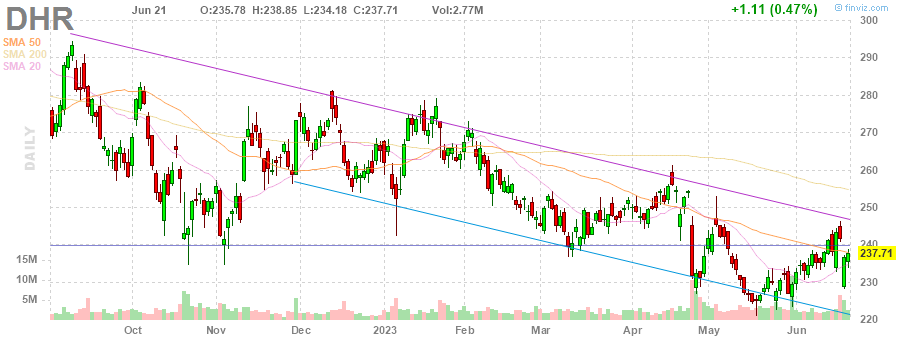 DHR
Jun 21 O:235.78 H:238.85 L:234.18 C:237.71 Vol:2.77M +1.11 (0.47%) @ finviz.com
SMA 50
SMA 200
SMA 20
DAILY
300
290
280
270
260
250
240
237.71
230
220
15M
10M
5M
Oct Nov Dec 2023 Feb Mar Apr May Jun